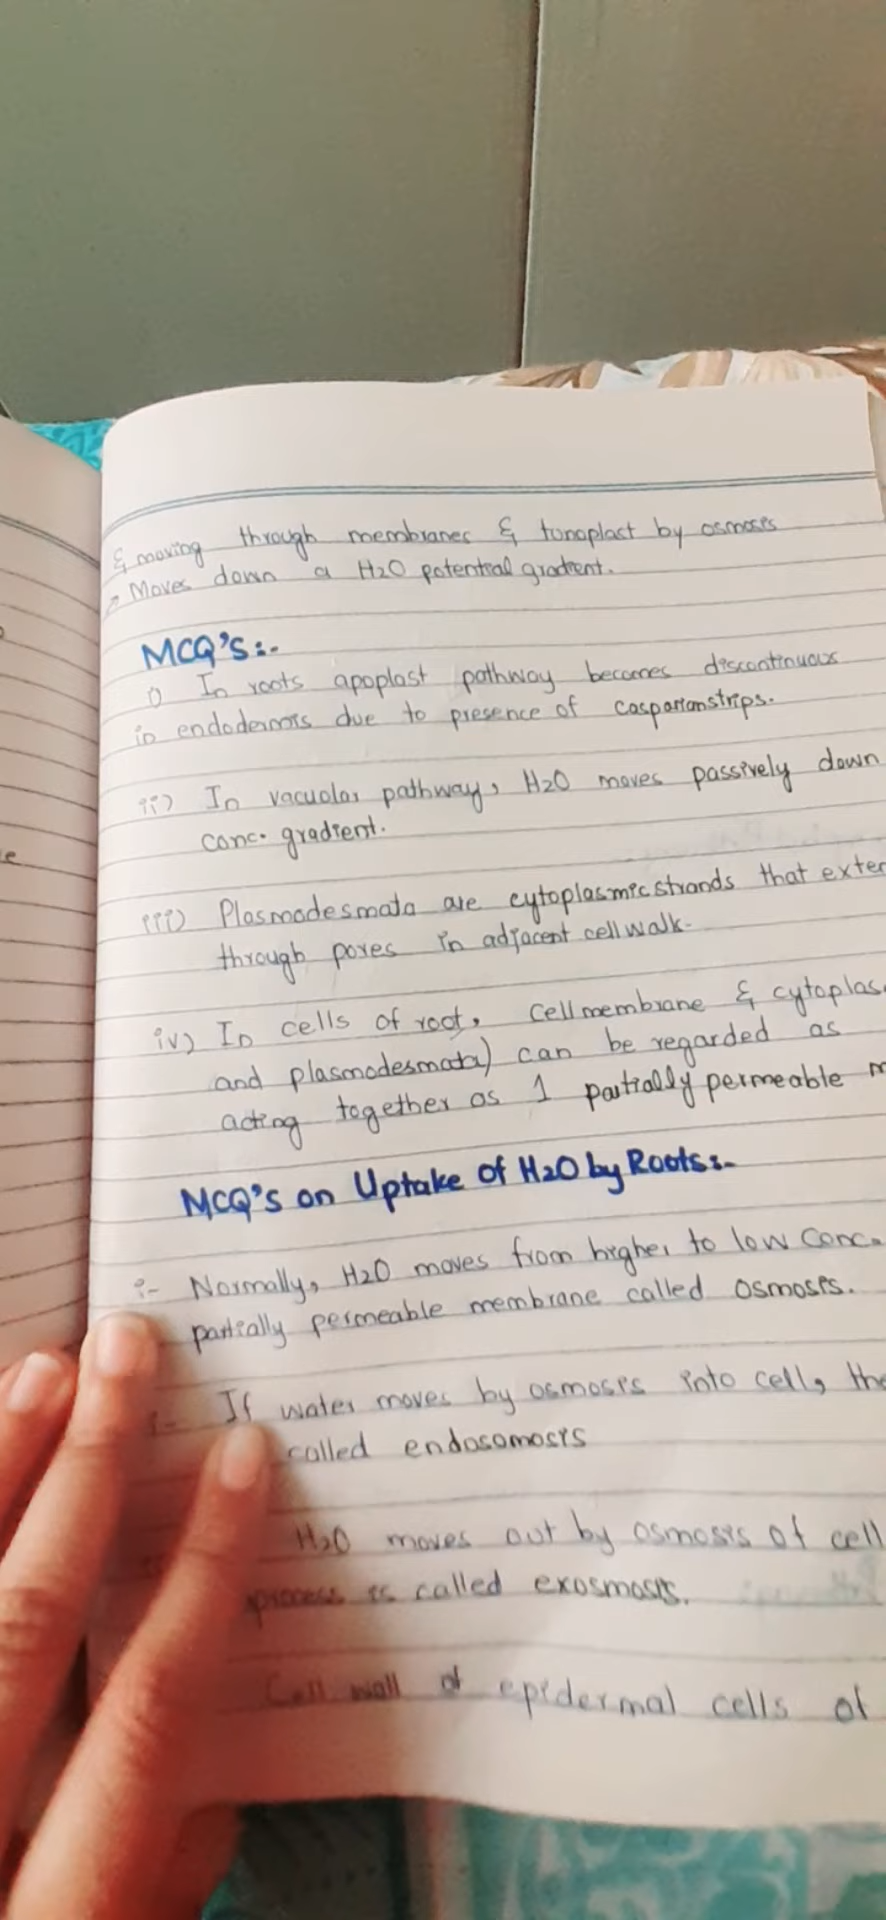 & moving through membranes & tonoplast by osmosis
Moves down a H2O potential gradient.
MCQ's:-
i) In roots apoplast pathway becomes discontinuous
in endodermis due to presence of casparianstrips.
ii) In vacuolar pathway, H2O moves passively down
conc. gradient.
iii) Plasmodesmata are cytoplasmic strands that exten
through pores in adjacent cell walls.
iv) In cells of root, Cell membrane & cytoplas
and plasmodesmata) can be regarded as
acting together as 1 partially permeable m
MCQ's on Uptake of H2O by Roots:-
i- Normally, H2O moves from higher to low conc.
partially permeable membrane called osmosis.
If water moves by osmosis into cell, the
called endosomosis
H2O moves out by osmosis of cell
process is called exosmosis.
Cell wall of epidermal cells of